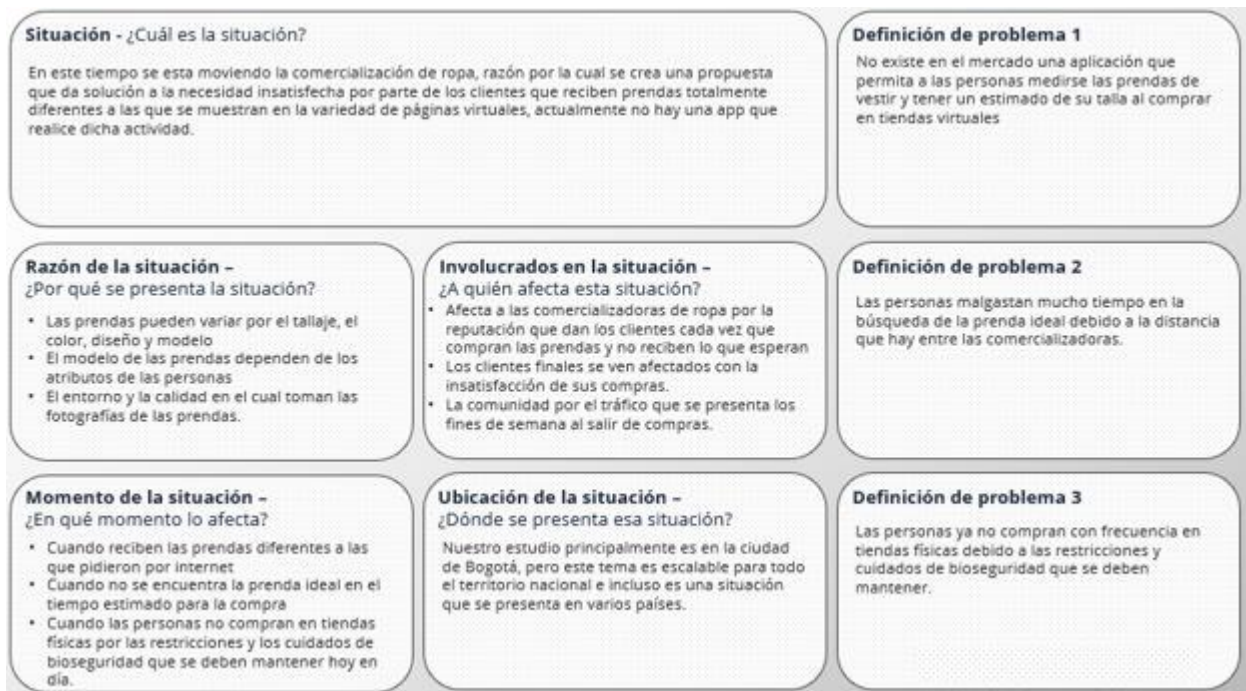 Situación - ¿Cuál es la situación?
En este tiempo se esta moviendo la comercialización de ropa, razón por la cual se crea una propuesta
que da solución a la necesidad insatisfecha por parte de los clientes que reciben prendas totalmente
diferentes a las que se muestran en la variedad de páginas virtuales, actualmente no hay una app que
realice dicha actividad.
Definición de problema 1
No existe en el mercado una aplicación que
permita a las personas medirse las prendas de
vestir y tener un estimado de su talla al comprar
en tiendas virtuales
Razón de la situación –
¿Por qué se presenta la situación?
• Las prendas pueden variar por el tallaje, el
color, diseño y modelo
• El modelo de las prendas dependen de los
atributos de las personas
• El entorno y la calidad en el cual toman las
fotografías de las prendas.
Involucrados en la situación –
¿A quién afecta esta situación?
• Afecta a las comercializadoras de ropa por la
reputación que dan los clientes cada vez que
compran las prendas y no reciben lo que esperan
• Los clientes finales se ven afectados con la
insatisfacción de sus compras.
• La comunidad por el tráfico que se presenta los
fines de semana al salir de compras.
Definición de problema 2
Las personas malgastan mucho tiempo en la
búsqueda de la prenda ideal debido a la distancia
que hay entre las comercializadoras.
Momento de la situación –
¿En qué momento lo afecta?
• Cuando reciben las prendas diferentes a las
que pidieron por internet
• Cuando no se encuentra la prenda ideal en el
tiempo estimado para la compra
• Cuando las personas no compran en tiendas
físicas por las restricciones y los cuidados de
bioseguridad que se deben mantener hoy en
día.
Ubicación de la situación –
¿Dónde se presenta esa situación?
Nuestro estudio principalmente es en la ciudad
de Bogotá, pero este tema es escalable para todo
el territorio nacional e incluso es una situación
que se presenta en varios países.
Definición de problema 3
Las personas ya no compran con frecuencia en
tiendas físicas debido a las restricciones y
cuidados de bioseguridad que se deben
mantener.